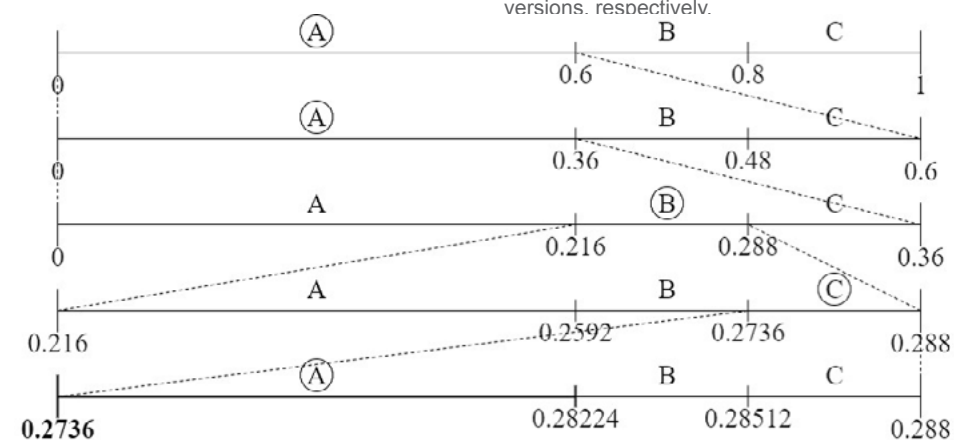 versions, respectively.
A B C
0 0.6 0.8 1
A B C
0 0.36 0.48 0.6
A B C
0 0.216 0.288 0.36
A B C
0.216 0.2592 0.2736 0.288
A B C
0.2736 0.28224 0.28512 0.288